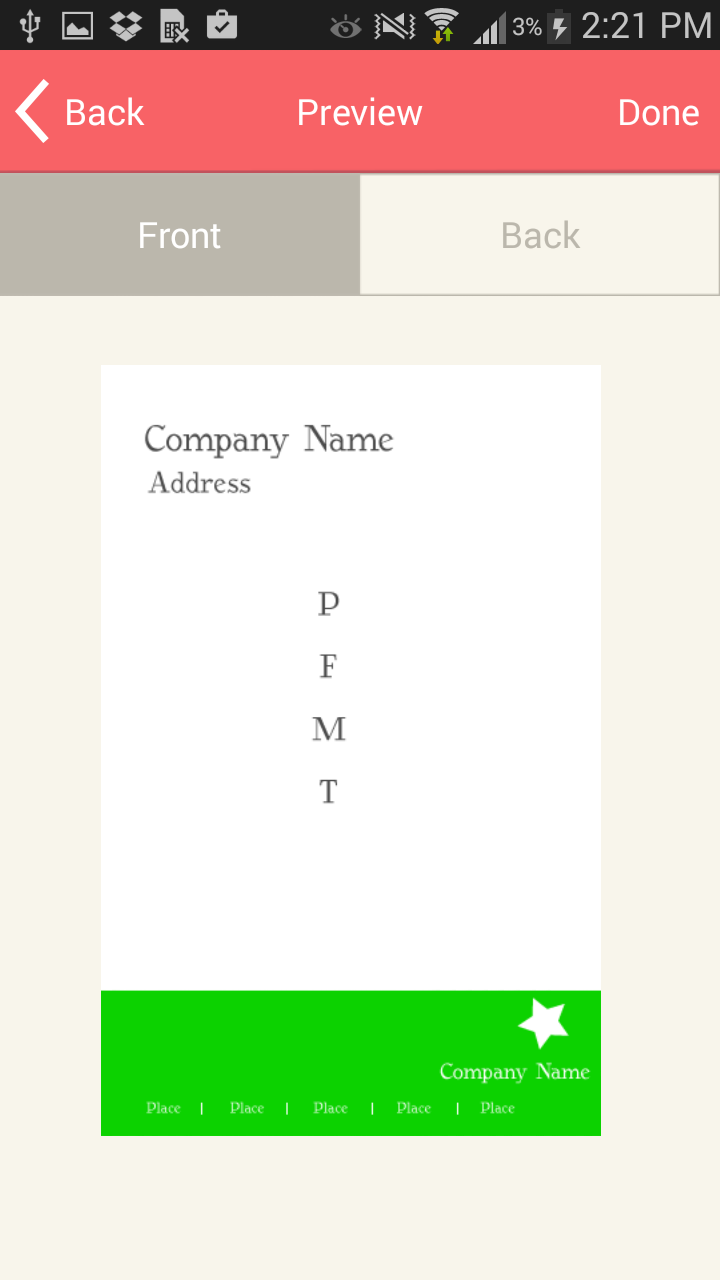 3% 2:21 PM
Back Preview Done
Front Back
Company Name
Address
P
F
M
T
Company Name
Place | Place | Place | Place | Place